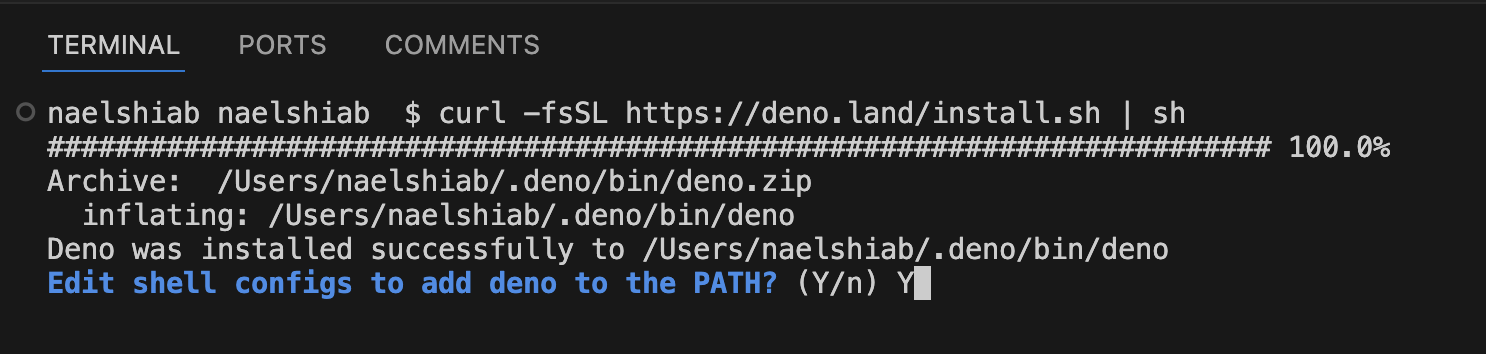 TERMINAL PORTS COMMENTS
naelshiab naelshiab  $ curl -fsSL https://deno.land/install.sh | sh
######################################################################## 100.0%
Archive:  /Users/naelshiab/.deno/bin/deno.zip
  inflating: /Users/naelshiab/.deno/bin/deno
Deno was installed successfully to /Users/naelshiab/.deno/bin/deno
Edit shell configs to add deno to the PATH? (Y/n) Y